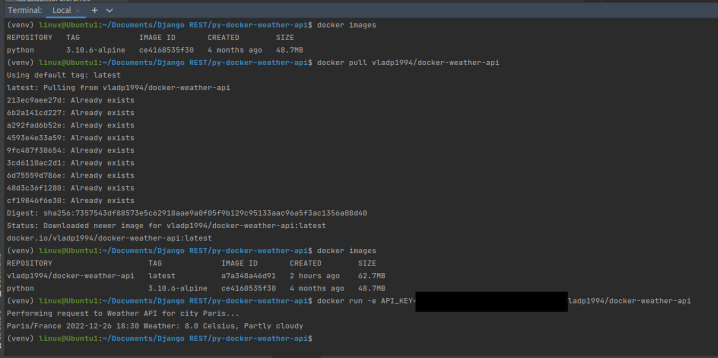 Terminal: Local × + ∨
(venv) linux@Ubuntu1:~/Documents/Django REST/py-docker-weather-api$ docker images
REPOSITORY TAG IMAGE ID CREATED SIZE
python 3.10.6-alpine ce4168535f30 4 months ago 48.7MB
(venv) linux@Ubuntu1:~/Documents/Django REST/py-docker-weather-api$ docker pull vladp1994/docker-weather-api
Using default tag: latest
latest: Pulling from vladp1994/docker-weather-api
213ec9aee27d: Already exists
6b2a141cd227: Already exists
a292fad6b52e: Already exists
4593e4e33a59: Already exists
9fc487f38654: Already exists
3cd6110ac2d1: Already exists
6d75559d786e: Already exists
48d3c36f1280: Already exists
cf19846f6e30: Already exists
Digest: sha256:7357543df88573e5c62918aae9a0f05f9b129c95133aac96a5f3ac1356a08d40
Status: Downloaded newer image for vladp1994/docker-weather-api:latest
docker.io/vladp1994/docker-weather-api:latest
(venv) linux@Ubuntu1:~/Documents/Django REST/py-docker-weather-api$ docker images
REPOSITORY TAG IMAGE ID CREATED SIZE
vladp1994/docker-weather-api latest a7a348a46d91 2 hours ago 62.7MB
python 3.10.6-alpine ce4168535f30 4 months ago 48.7MB
(venv) linux@Ubuntu1:~/Documents/Django REST/py-docker-weather-api$ docker run -e API_KEY= ladp1994/docker-weather-api
Performing request to Weather API for city Paris...
Paris/France 2022-12-26 18:30 Weather: 8.0 Celsius, Partly cloudy
(venv) linux@Ubuntu1:~/Documents/Django REST/py-docker-weather-api$